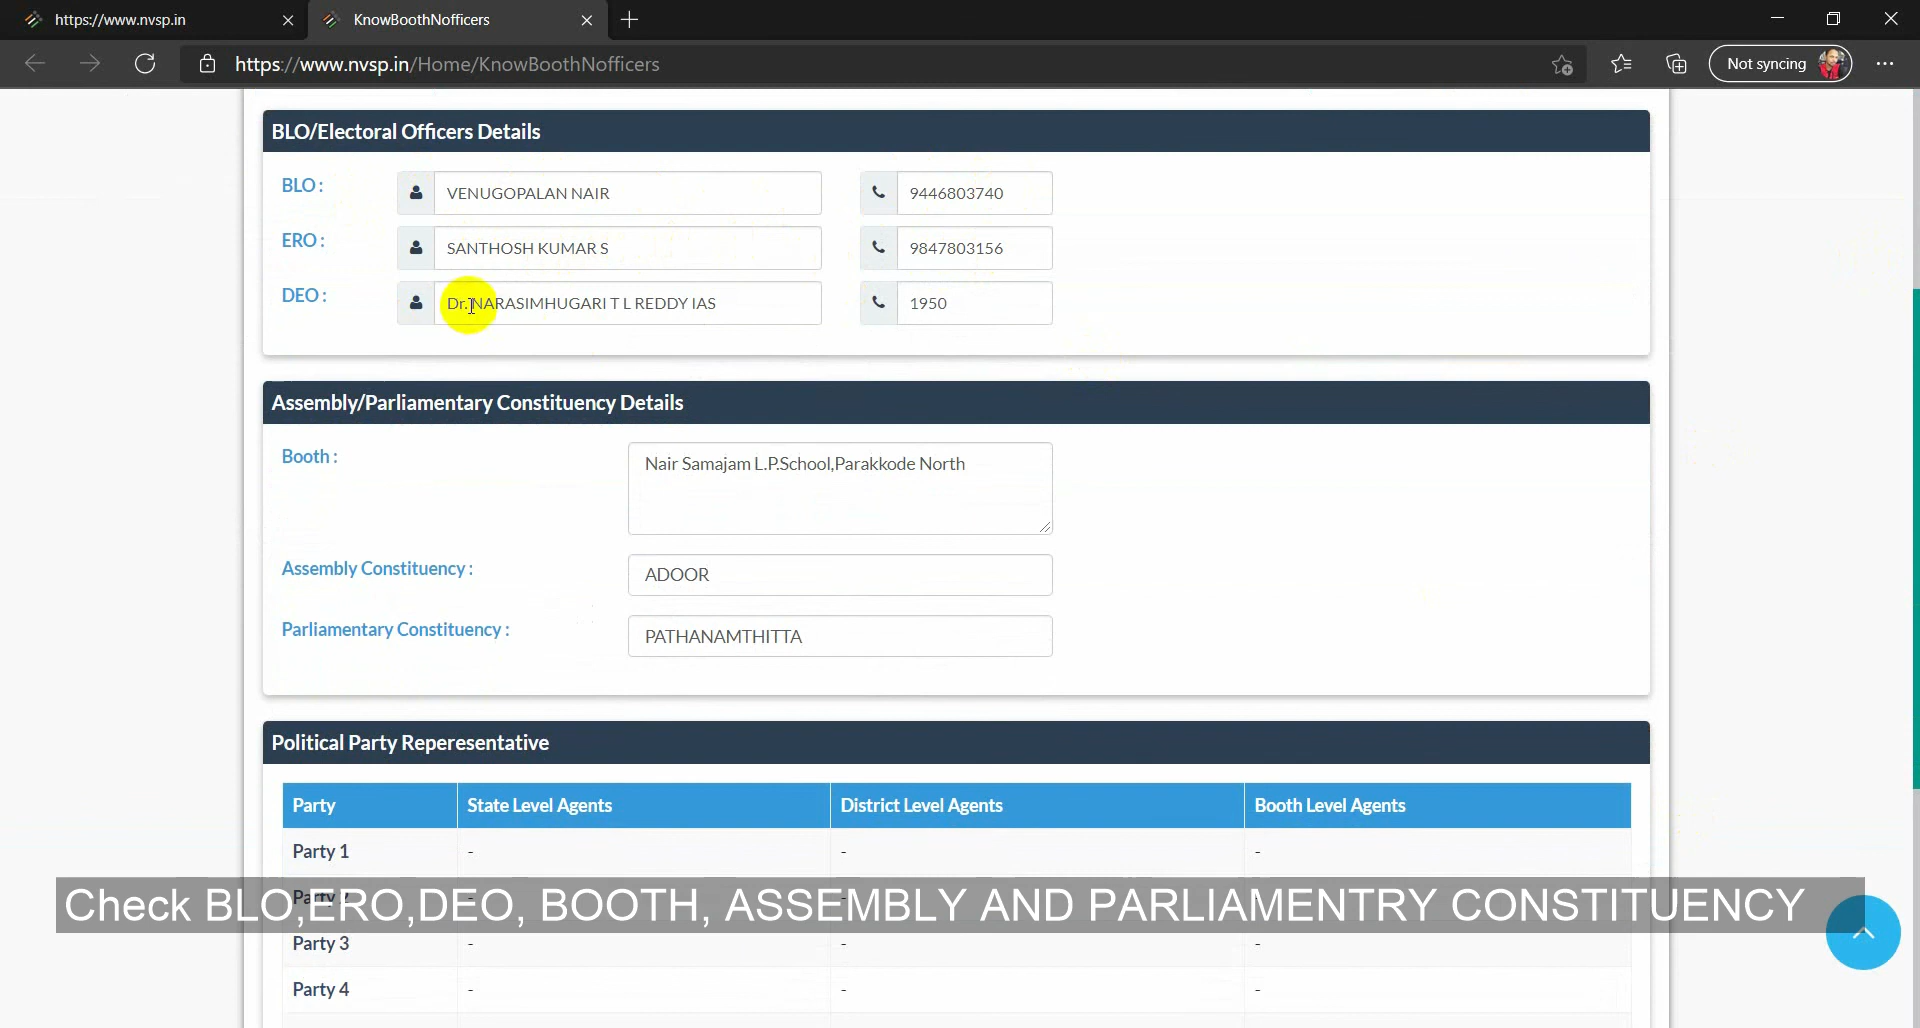 https://www.nvsp.in
KnowBoothNofficers
https://www.nvsp.in/Home/KnowBoothNofficers
Not syncing
BLO/Electoral Officers Details
BLO : VENUGOPALAN NAIR 9446803740
ERO : SANTHOSH KUMAR S 9847803156
DEO : Dr.NARASIMHUGARI T L REDDY IAS 1950
Assembly/Parliamentary Constituency Details
Booth : Nair Samajam L.P.School,Parakkode North
Assembly Constituency : ADOOR
Parliamentary Constituency : PATHANAMTHITTA
Political Party Reperesentative
Party State Level Agents District Level Agents Booth Level Agents
Party 1 - - -
Party 2 - - -
Check BLO,ERO,DEO, BOOTH, ASSEMBLY AND PARLIAMENTRY CONSTITUENCY
Party 3 - - -
Party 4 - - -